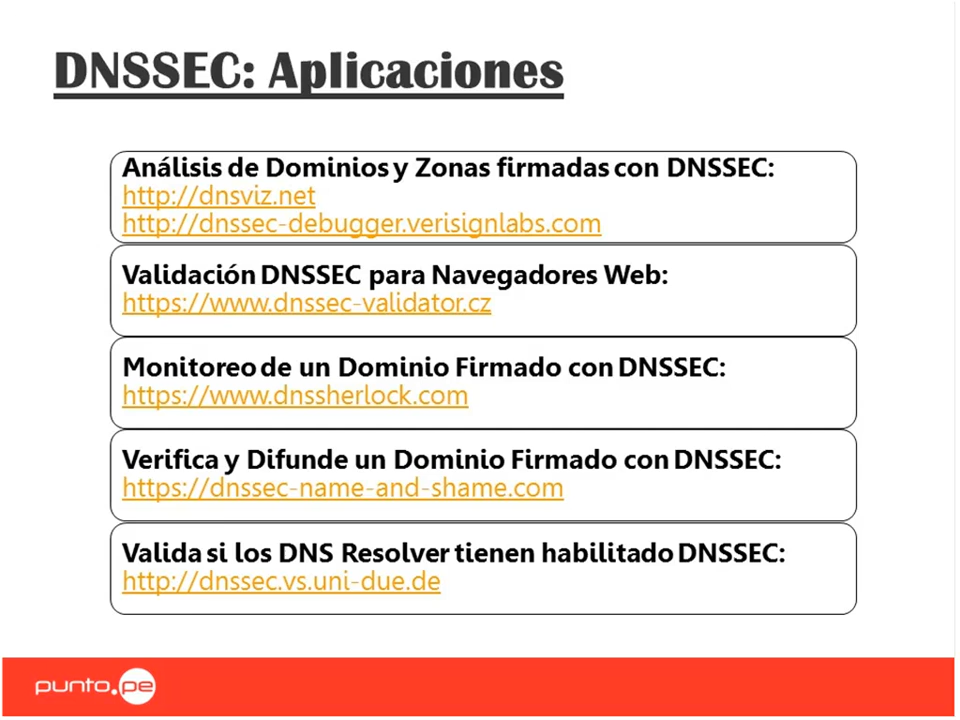 DNSSEC: Aplicaciones
Análisis de Dominios y Zonas firmadas con DNSSEC:
http://dnsviz.net
http://dnssec-debugger.verisignlabs.com
Validación DNSSEC para Navegadores Web:
https://www.dnssec-validator.cz
Monitoreo de un Dominio Firmado con DNSSEC:
https://www.dnssherlock.com
Verifica y Difunde un Dominio Firmado con DNSSEC:
https://dnssec-name-and-shame.com
Valida si los DNS Resolver tienen habilitado DNSSEC:
http://dnssec.vs.uni-due.de
punto.pe